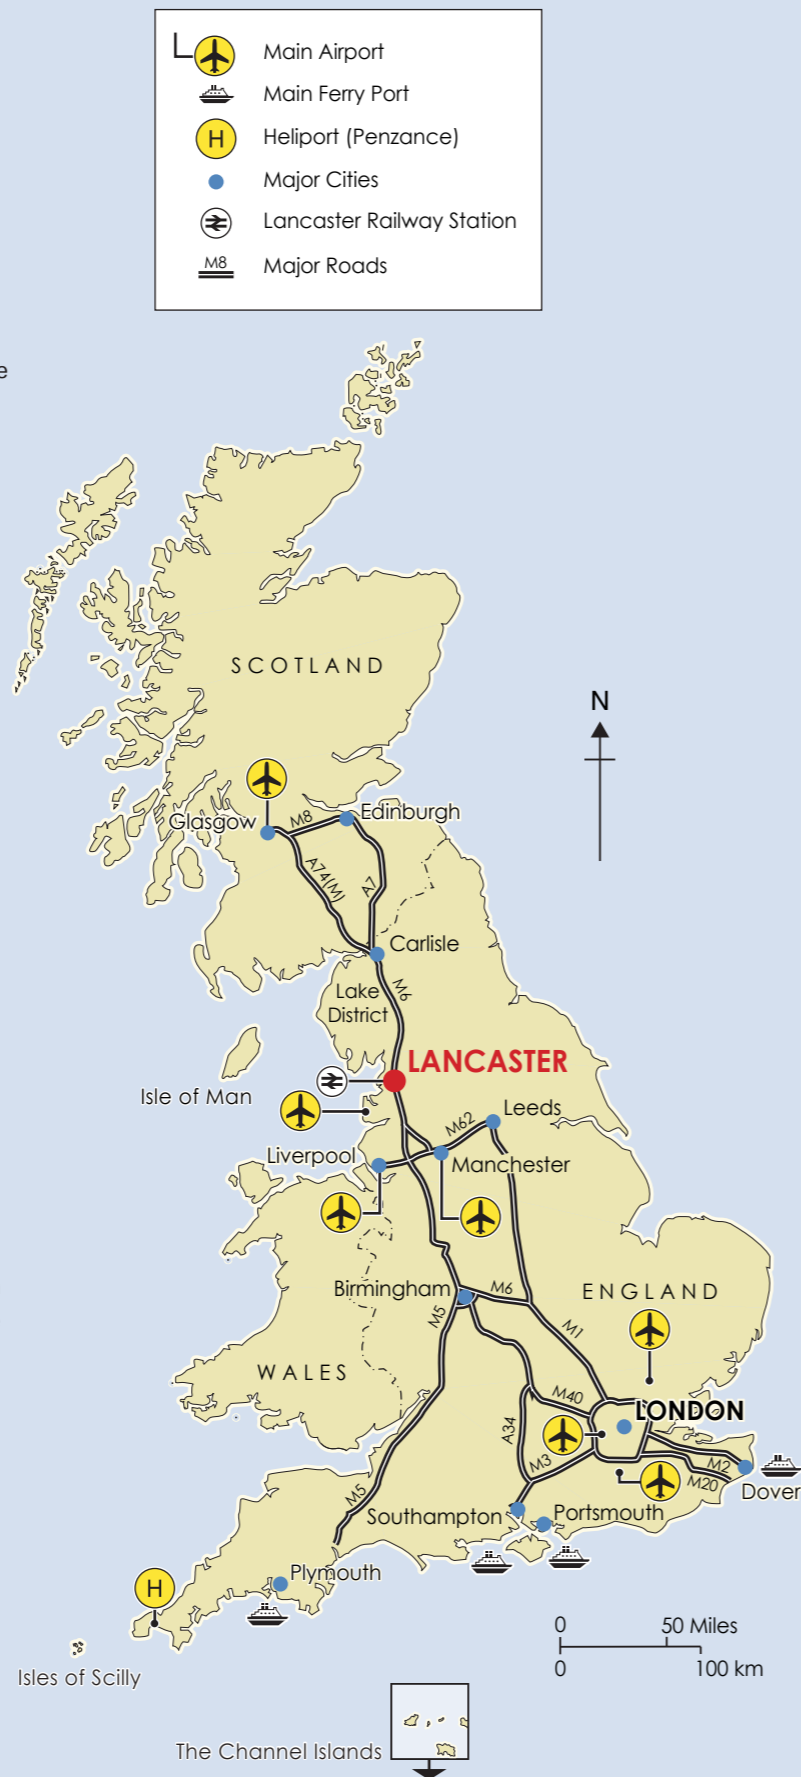 Main Airport
Main Ferry Port
H
Heliport (Penzance)
Major Cities
Lancaster Railway Station
M8
Major Roads
e
SCOTLAND
N
Glasgow
M8
Edinburgh
A74(M)
A7
Carlisle
M6
Lake
District
LANCASTER
Isle of Man
Leeds
M62
Liverpool
Manchester
Birmingham
M6
ENGLAND
M5
M1
WALES
M40
LONDON
A34
M3
M2
M20
Dover
M5
Southampton
Portsmouth
Plymouth
H
0
50 Miles
0
100 km
Isles of Scilly
The Channel Islands